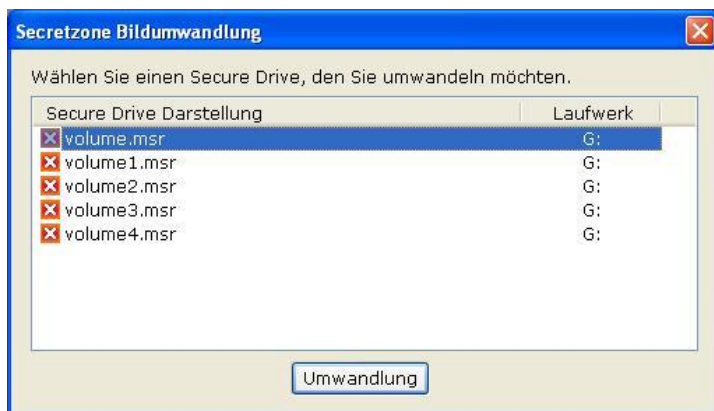 Secretzone Bildumwandlung
Wählen Sie einen Secure Drive, den Sie umwandeln möchten.
Secure Drive Darstellung Laufwerk
volume.msr G:
volume1.msr G:
volume2.msr G:
volume3.msr G:
volume4.msr G:
Umwandlung